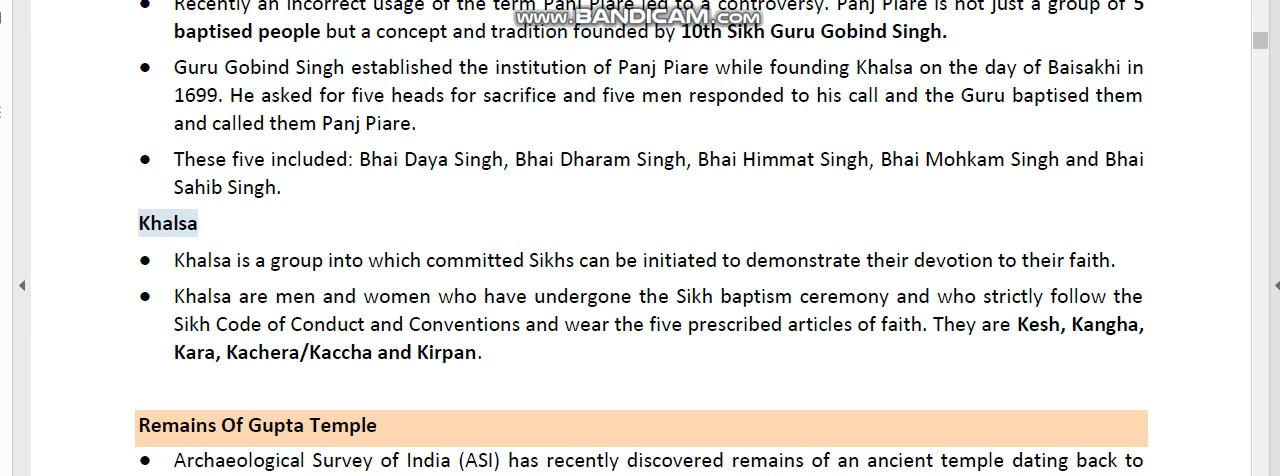 Recently an incorrect usage of the term Panj Piare led to a controversy. Panj Piare is not just a group of 5
www.BANDICAM.com
baptised people but a concept and tradition founded by 10th Sikh Guru Gobind Singh.
● Guru Gobind Singh established the institution of Panj Piare while founding Khalsa on the day of Baisakhi in
1699. He asked for five heads for sacrifice and five men responded to his call and the Guru baptised them
and called them Panj Piare.
● These five included: Bhai Daya Singh, Bhai Dharam Singh, Bhai Himmat Singh, Bhai Mohkam Singh and Bhai
Sahib Singh.
Khalsa
● Khalsa is a group into which committed Sikhs can be initiated to demonstrate their devotion to their faith.
● Khalsa are men and women who have undergone the Sikh baptism ceremony and who strictly follow the
Sikh Code of Conduct and Conventions and wear the five prescribed articles of faith. They are Kesh, Kangha,
Kara, Kachera/Kaccha and Kirpan.
Remains Of Gupta Temple
● Archaeological Survey of India (ASI) has recently discovered remains of an ancient temple dating back to